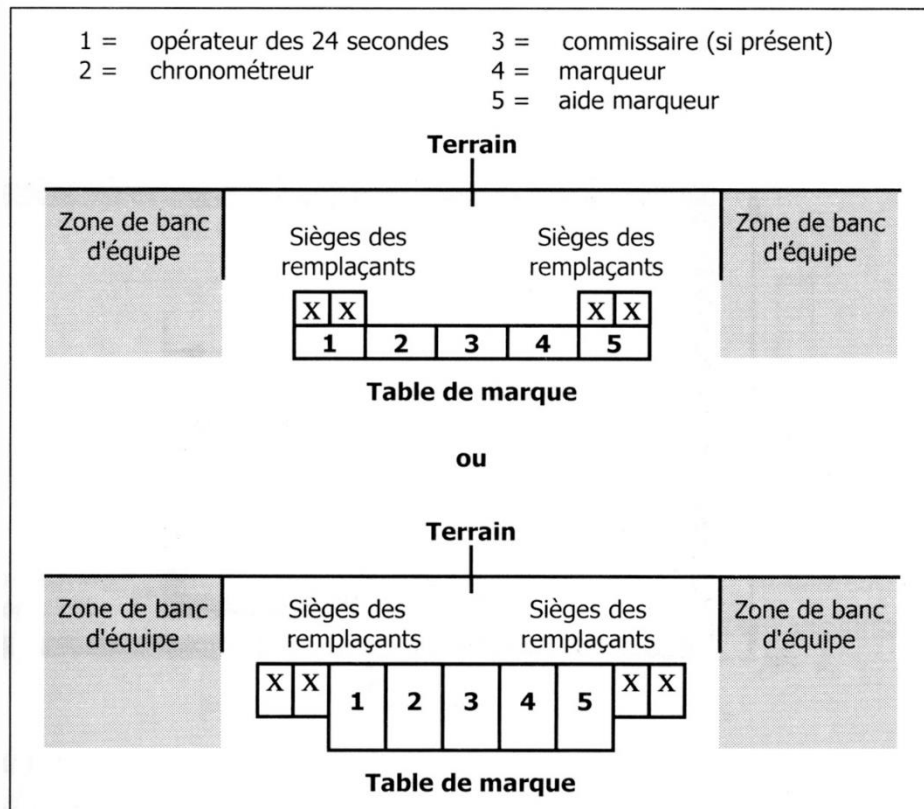 1 = opérateur des 24 secondes 3 = commissaire (si présent)
2 = chronométreur 4 = marqueur
5 = aide marqueur
Terrain
Zone de banc d'équipe
Sièges des remplaçants
Sièges des remplaçants
Zone de banc d'équipe
X X X X
1 2 3 4 5
Table de marque
ou
Terrain
Zone de banc d'équipe
Sièges des remplaçants
Sièges des remplaçants
Zone de banc d'équipe
X X 1 2 3 4 5 X X
Table de marque